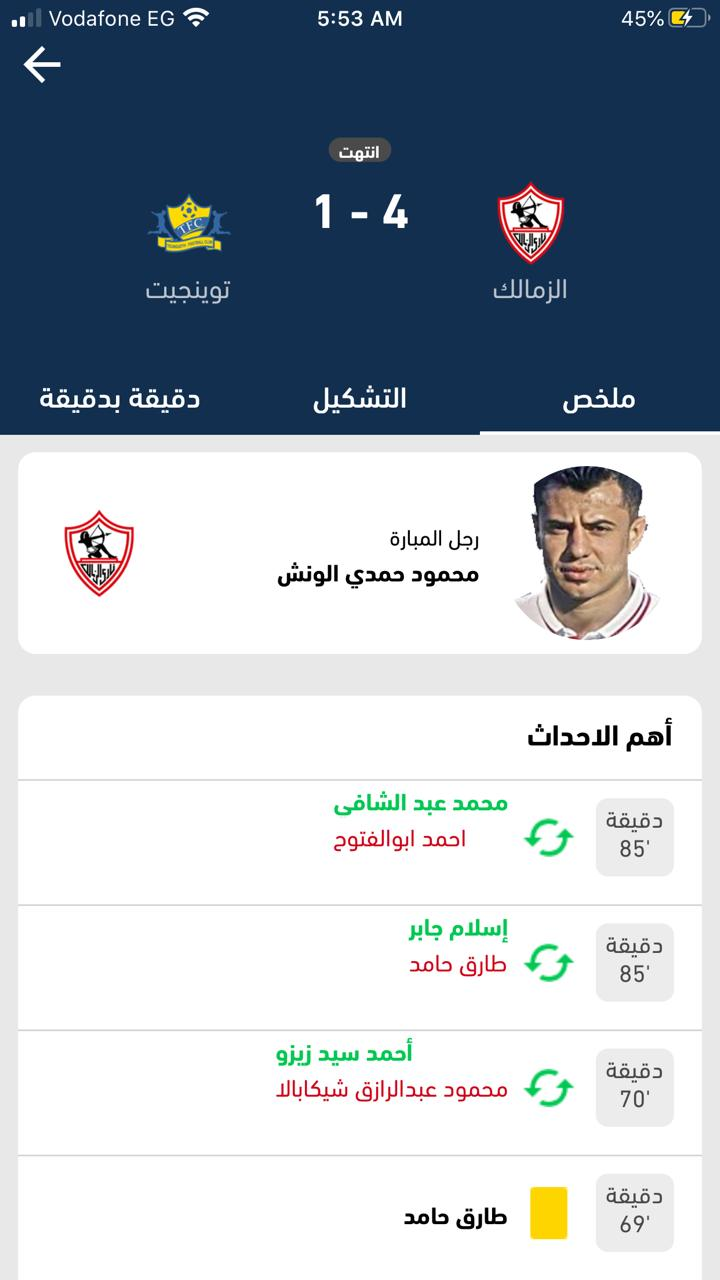 Vodafone EG
5:53 AM
45%
انتهت
1 - 4
الزمالك
توينجيت
ملخص
التشكيل
دقيقة بدقيقة
رجل المبارة
محمود حمدي الونش
أهم الاحداث
دقيقة
85'
محمد عبد الشافى
احمد ابوالفتوح
دقيقة
85'
إسلام جابر
طارق حامد
دقيقة
70'
أحمد سيد زيزو
محمود عبدالرازق شيكابالا
دقيقة
69'
طارق حامد
TFC